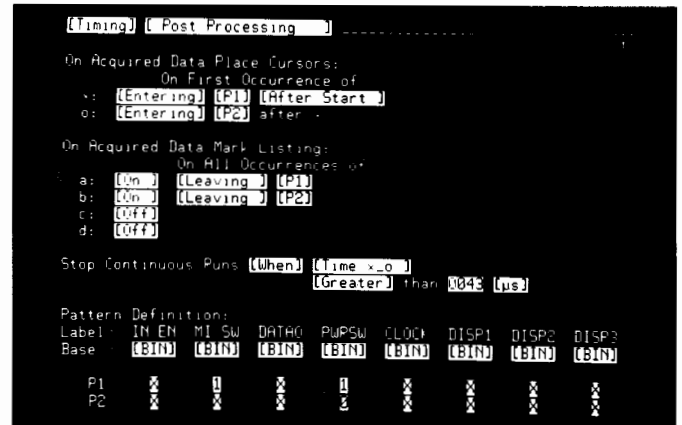 [Timing] [ Post Processing ]
On Acquired Data Place Cursors:
On First Occurrence of
x: [Entering] [P1] [After Start ]
o: [Entering] [P2] after
On Acquired Data Mark Listing:
On All Occurrences of
a: [On ] [Leaving ] [P1]
b: [On ] [Leaving ] [P2]
c: [Off]
d: [Off]
Stop Continuous Runs [When] [Time x_o ]
[Greater] than 0043 [µs]
Pattern Definition:
Label IN EN MI SW DATAO PWPSW CLOCK DISP1 DISP2 DISP3
Base [BIN] [BIN] [BIN] [BIN] [BIN] [BIN] [BIN] [BIN]
P1 X 1 X 1 X X X X
P2 X X X X X X X